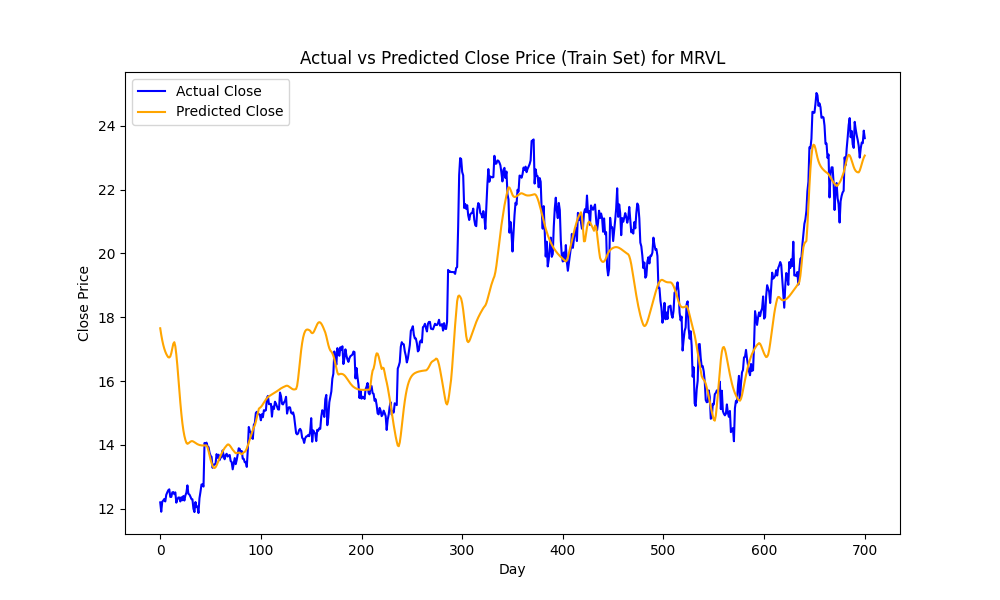 Actual vs Predicted Close Price (Train Set) for MRVL
Actual Close
Predicted Close
24
22
20
18
16
14
12
Close Price
0 100 200 300 400 500 600 700
Day